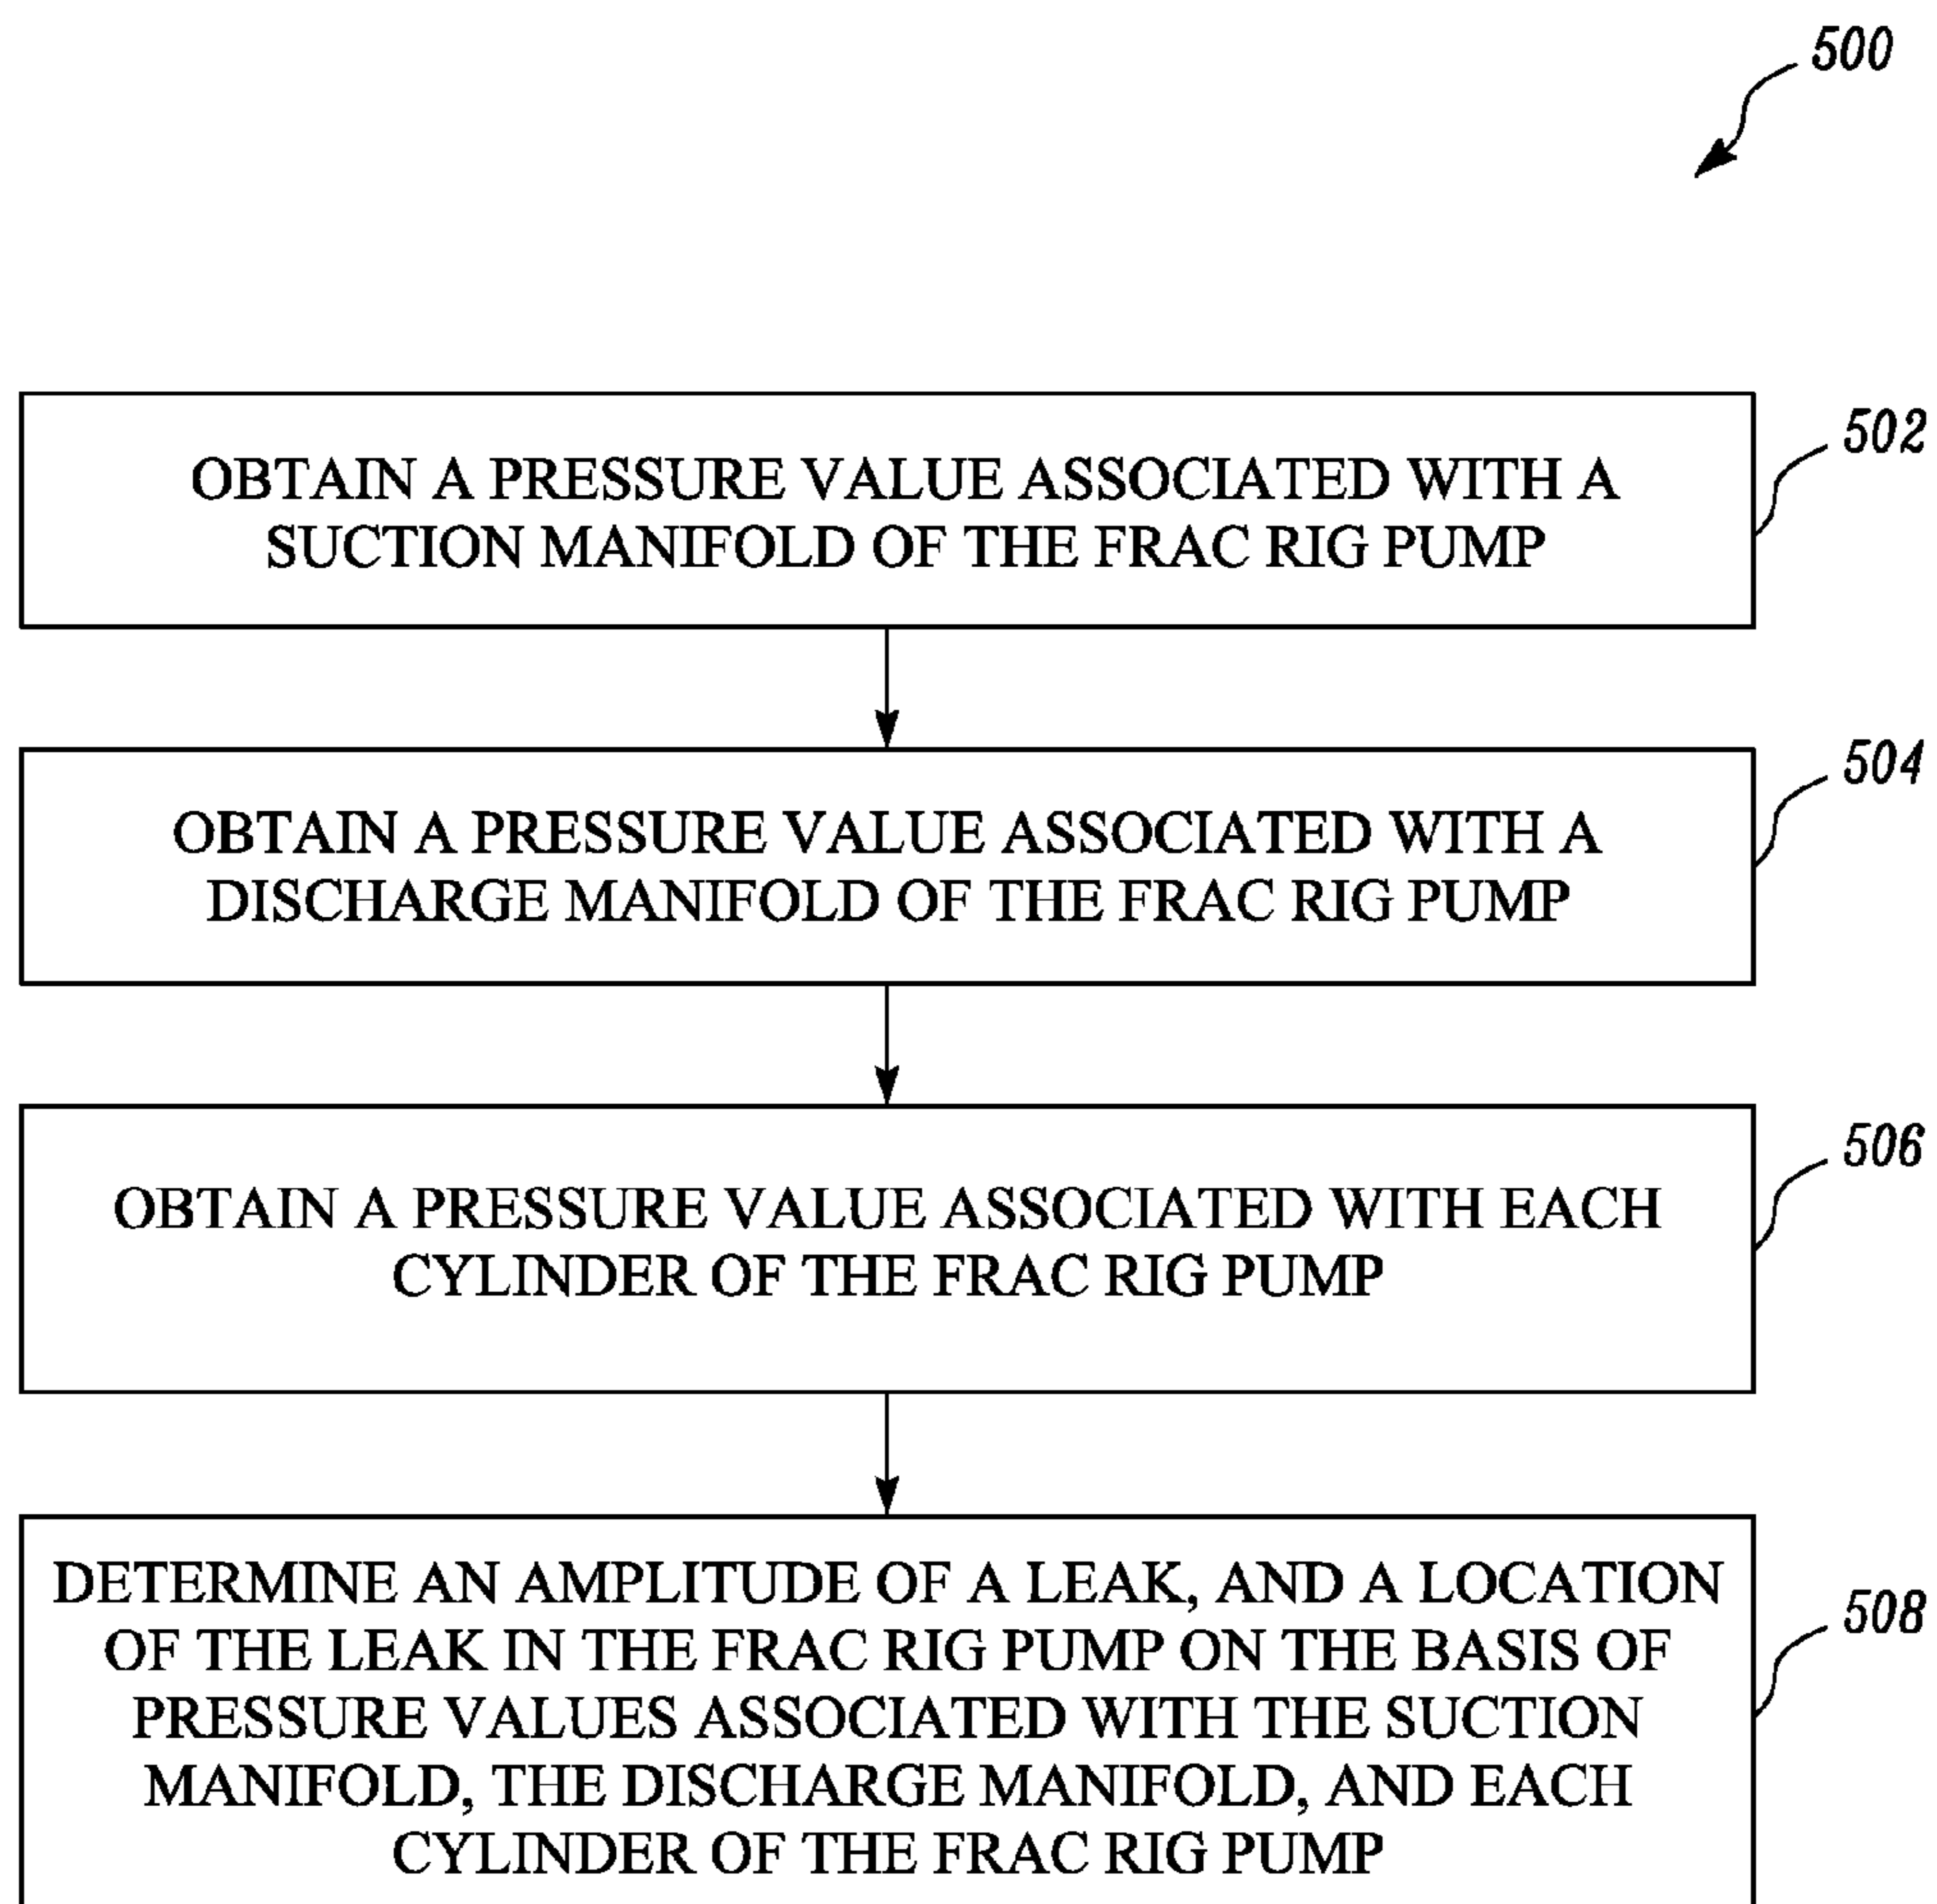 500
OBTAIN A PRESSURE VALUE ASSOCIATED WITH A
SUCTION MANIFOLD OF THE FRAC RIG PUMP
502
OBTAIN A PRESSURE VALUE ASSOCIATED WITH A
DISCHARGE MANIFOLD OF THE FRAC RIG PUMP
504
OBTAIN A PRESSURE VALUE ASSOCIATED WITH EACH
CYLINDER OF THE FRAC RIG PUMP
506
DETERMINE AN AMPLITUDE OF A LEAK, AND A LOCATION
OF THE LEAK IN THE FRAC RIG PUMP ON THE BASIS OF
PRESSURE VALUES ASSOCIATED WITH THE SUCTION
MANIFOLD, THE DISCHARGE MANIFOLD, AND EACH
CYLINDER OF THE FRAC RIG PUMP
508